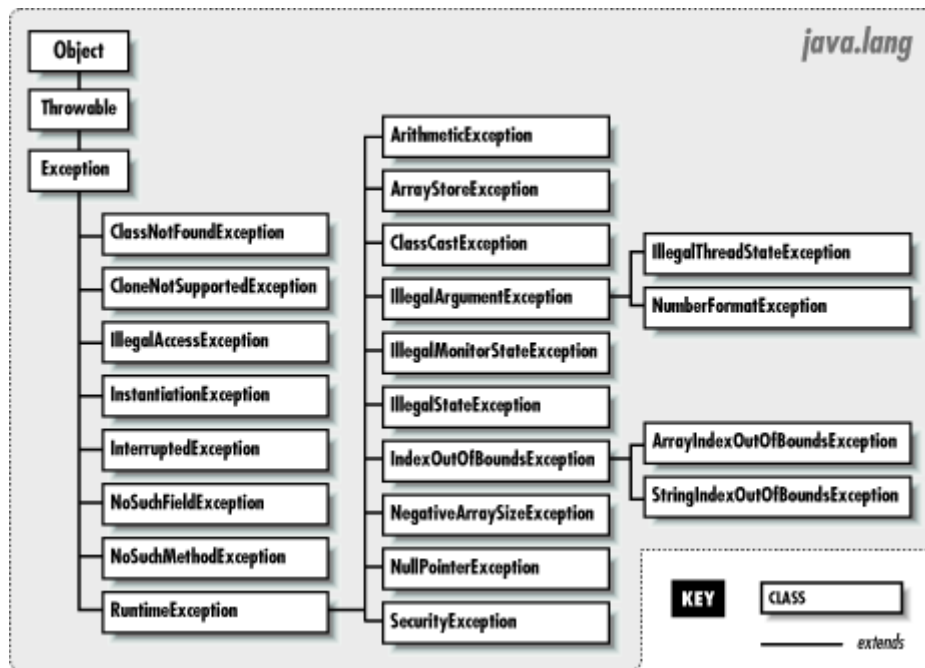 java.lang
Object
Throwable
Exception
ClassNotFoundException
CloneNotSupportedException
IllegalAccessException
InstantiationException
InterruptedException
NoSuchFieldException
NoSuchMethodException
RuntimeException
ArithmeticException
ArrayStoreException
ClassCastException
IllegalArgumentException
IllegalMonitorStateException
IllegalStateException
IndexOutOfBoundsException
NegativeArraySizeException
NullPointerException
SecurityException
IllegalThreadStateException
NumberFormatException
ArrayIndexOutOfBoundsException
StringIndexOutOfBoundsException
KEY
CLASS
extends